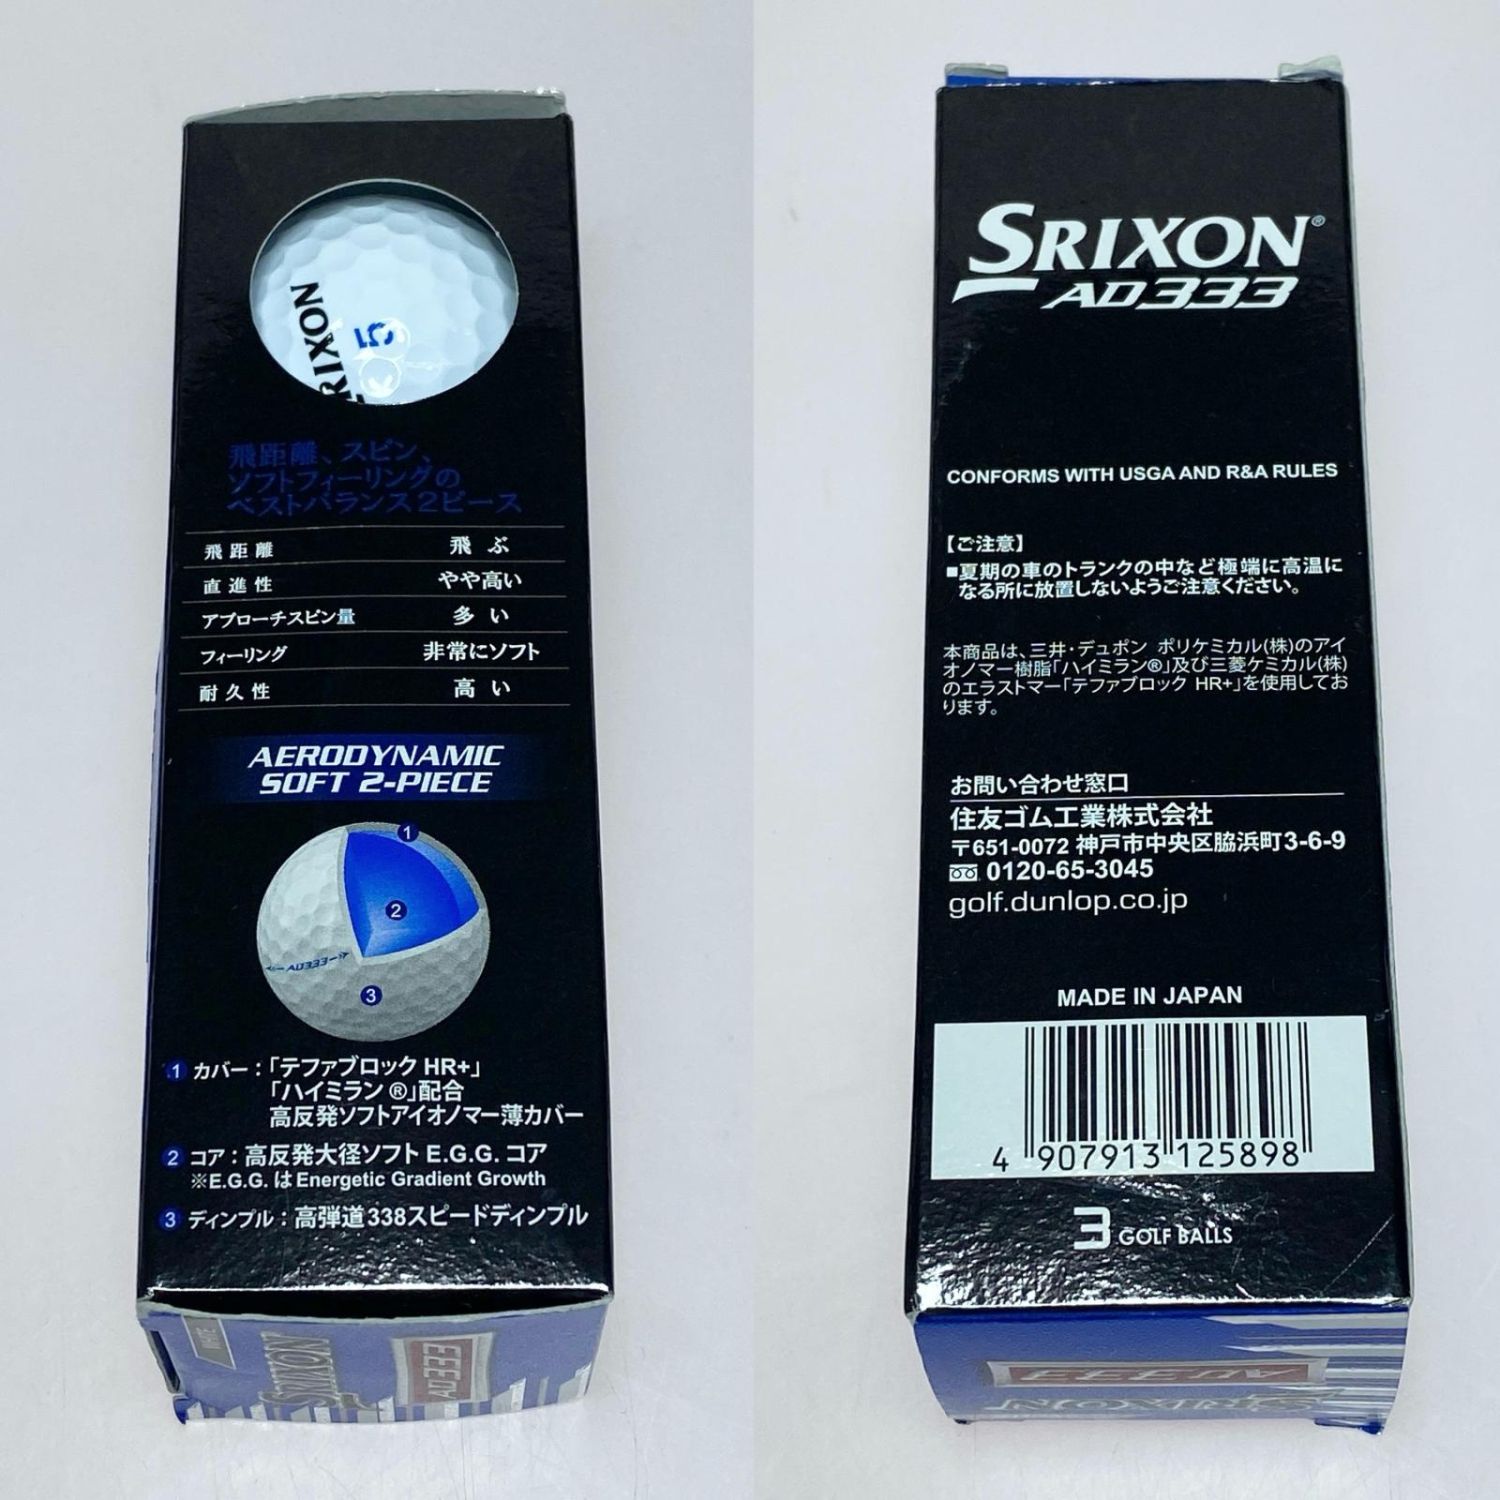 SRIXON
5
飛距離、スピン、
ソフトフィーリングの
ベストバランス2ピース
飛距離 飛ぶ
直進性 やや高い
アプローチスピン量 多い
フィーリング 非常にソフト
耐久性 高い
AERODYNAMIC
SOFT 2-PIECE
1
2
AD333
3
1 カバー：「テファブロック HR+」
「ハイミラン®」配合
高反発ソフトアイオノマー薄カバー
2 コア：高反発大径ソフト E.G.G. コア
※E.G.G. は Energetic Gradient Growth
3 ディンプル：高弾道338スピードディンプル
SRIXON
AD333
SRIXON®
AD333
CONFORMS WITH USGA AND R&A RULES
【ご注意】
■夏期の車のトランクの中など極端に高温に
なる所に放置しないようご注意ください。
本商品は、三井・デュポン ポリケミカル(株)のアイ
オノマー樹脂「ハイミラン®」及び三菱ケミカル(株)
のエラストマー「テファブロック HR+」を使用してお
ります。
お問い合わせ窓口
住友ゴム工業株式会社
〒651-0072 神戸市中央区脇浜町3-6-9
0120-65-3045
golf.dunlop.co.jp
MADE IN JAPAN
4 907913 125898
3 GOLF BALLS
AD333
SRIXON